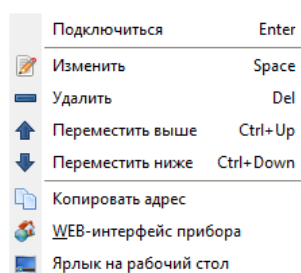 Подключиться Enter
Изменить Space
Удалить Del
Переместить выше Ctrl+Up
Переместить ниже Ctrl+Down
Копировать адрес
WEB-интерфейс прибора
Ярлык на рабочий стол